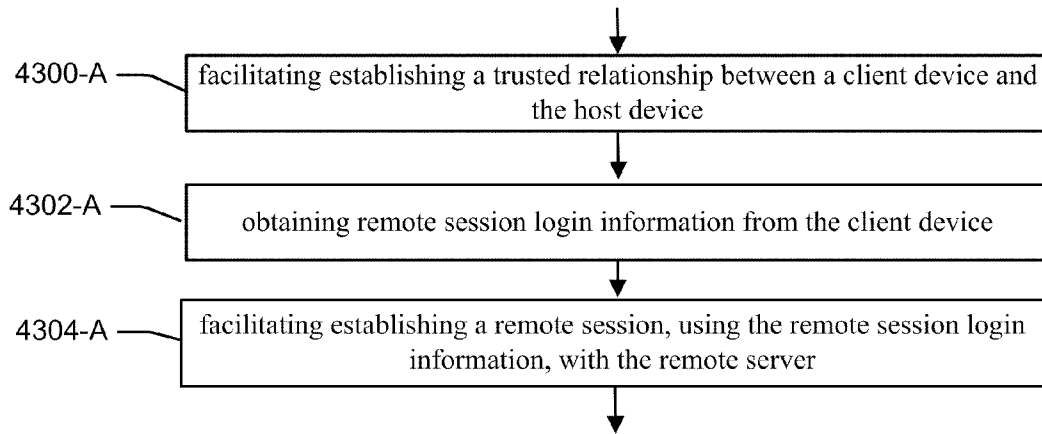 4300-A
facilitating establishing a trusted relationship between a client device and
the host device
4302-A
obtaining remote session login information from the client device
4304-A
facilitating establishing a remote session, using the remote session login
information, with the remote server